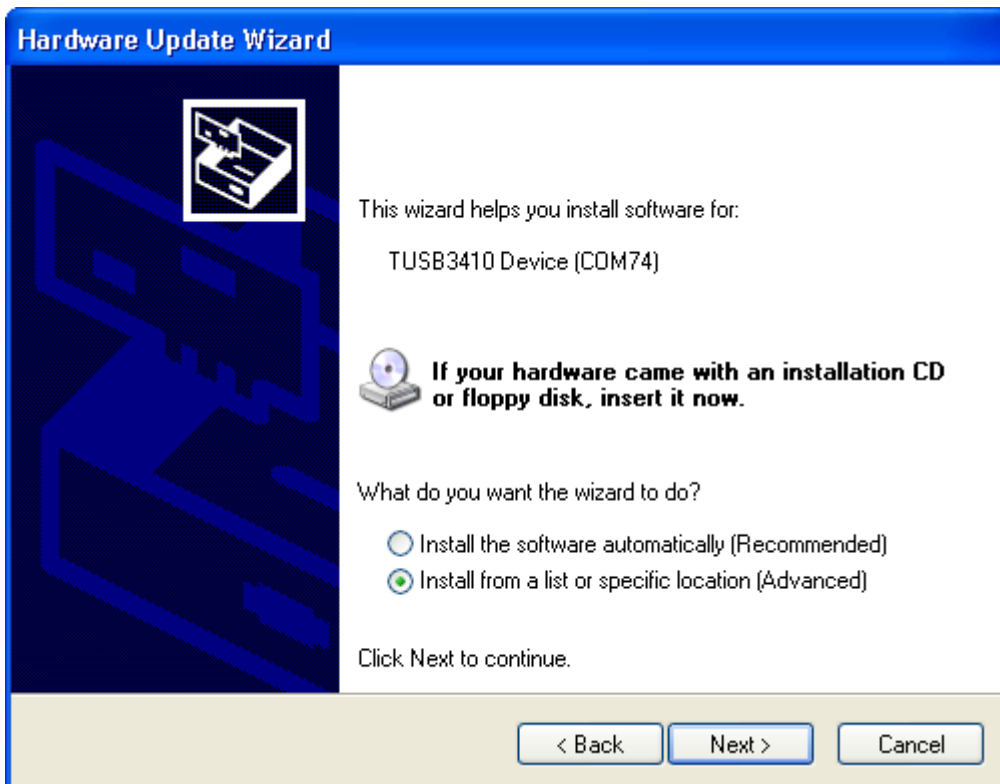 Hardware Update Wizard
This wizard helps you install software for:
TUSB3410 Device (COM74)
If your hardware came with an installation CD
or floppy disk, insert it now.
What do you want the wizard to do?
Install the software automatically (Recommended)
Install from a list or specific location (Advanced)
Click Next to continue.
< Back
Next >
Cancel